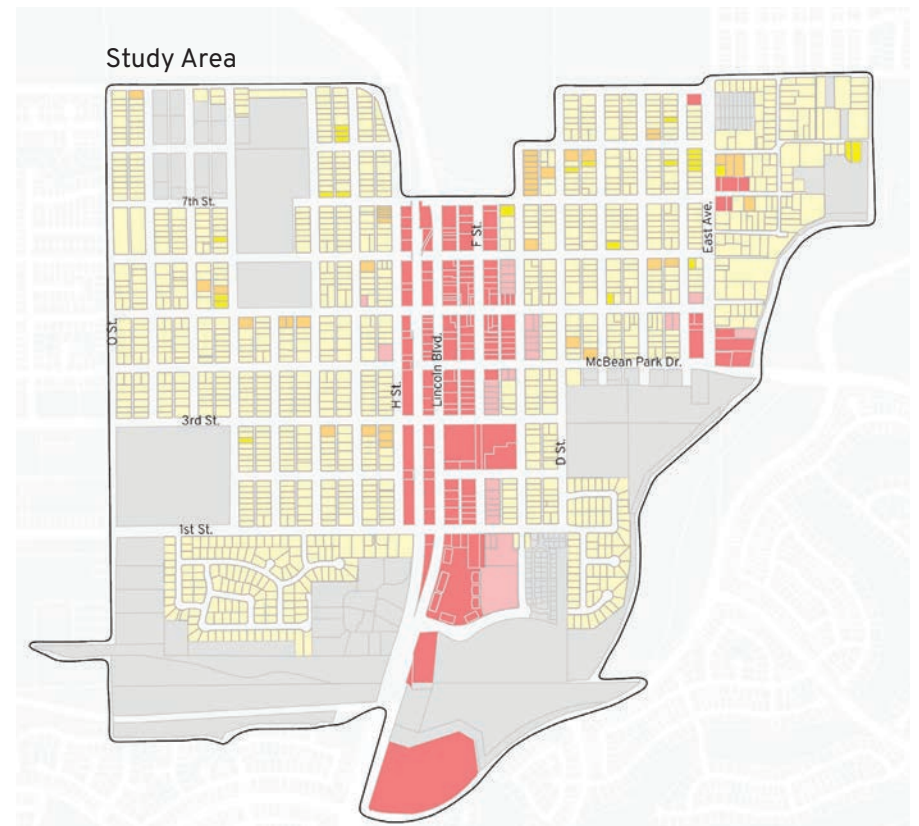 Study Area
7th St.
F St.
East Ave.
O St.
Lincoln Blvd.
McBean Park Dr.
H St.
3rd St.
D St.
1st St.